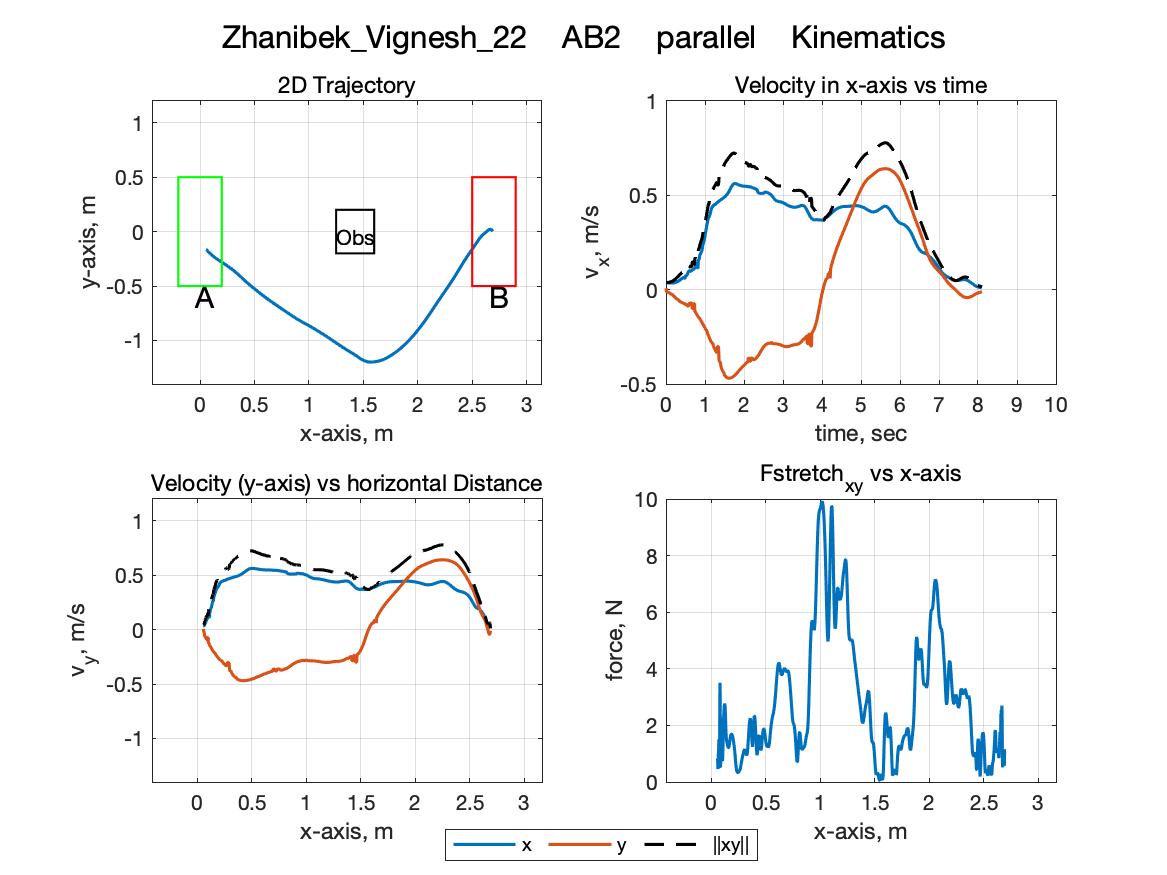 Zhanibek_Vignesh_22 AB2 parallel Kinematics
2D Trajectory
y-axis, m
1
0.5
0
-0.5
-1
Obs
A
B
0 0.5 1 1.5 2 2.5 3
x-axis, m
Velocity in x-axis vs time
v_x, m/s
1
0.5
0
-0.5
0 1 2 3 4 5 6 7 8 9 10
time, sec
Velocity (y-axis) vs horizontal Distance
v_y, m/s
1
0.5
0
-0.5
-1
0 0.5 1 1.5 2 2.5 3
x-axis, m
Fstretch_xy vs x-axis
force, N
10
8
6
4
2
0
0 0.5 1 1.5 2 2.5 3
x-axis, m
x y ||xy||